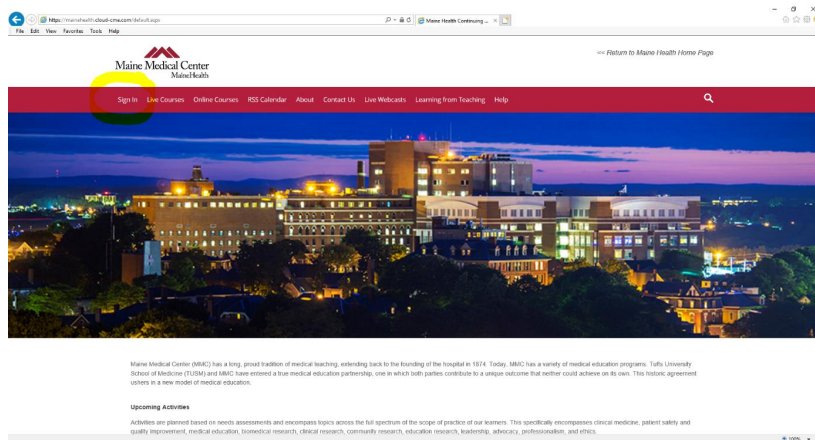 https://mainehealth.cloud-cme.com/default.aspx
Maine Health Continuing ...
File Edit View Favorites Tools Help
<< Return to Maine Health Home Page
Maine Medical Center
MaineHealth
Sign In Live Courses Online Courses RSS Calendar About Contact Us Live Webcasts Learning from Teaching Help
Maine Medical Center (MMC) has a long, proud tradition of medical teaching, extending back to the founding of the hospital in 1874. Today, MMC has a variety of medical education programs. Tufts University
School of Medicine (TUSM) and MMC have entered a true medical education partnership, one in which both parties contribute to a unique outcome that neither could achieve on its own. This historic agreement
ushers in a new model of medical education.
Upcoming Activities
Activities are planned based on needs assessments and encompass topics across the full spectrum of the scope of practice of our learners. This specifically encompasses clinical medicine, patient safety and
quality improvement, medical education, biomedical research, clinical research, community research, education research, leadership, advocacy, professionalism, and ethics.
100%